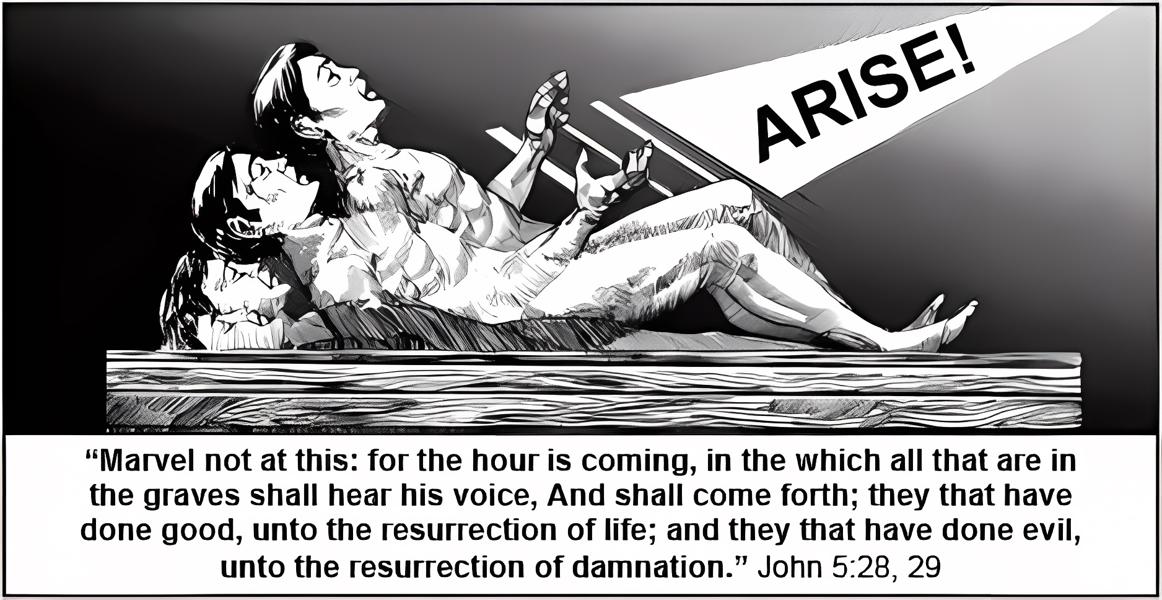 ARISE!
“Marvel not at this: for the hour is coming, in the which all that are in
the graves shall hear his voice, And shall come forth; they that have
done good, unto the resurrection of life; and they that have done evil,
unto the resurrection of damnation.” John 5:28, 29